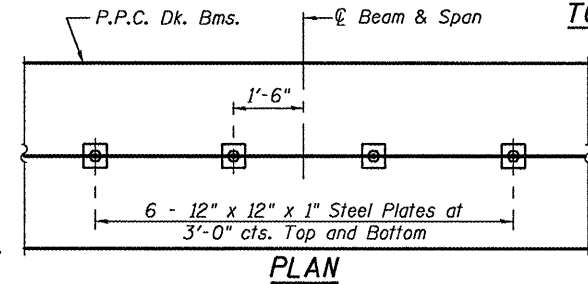 P.P.C. Dk. Bms.
℄ Beam & Span
1'-6"
6 - 12" x 12" x 1" Steel Plates at
3'-0" cts. Top and Bottom
PLAN